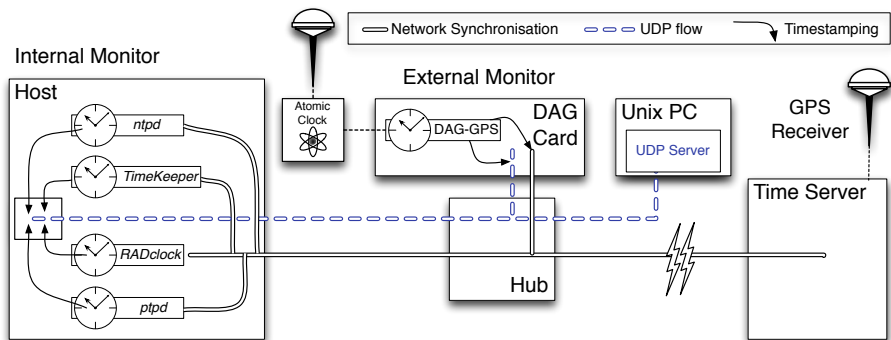 Network Synchronisation
UDP flow
Timestamping
Internal Monitor
External Monitor
Host
ntpd
TimeKeeper
RADclock
ptpd
Atomic
Clock
DAG-GPS
DAG
Card
Unix PC
UDP Server
GPS
Receiver
Time Server
Hub